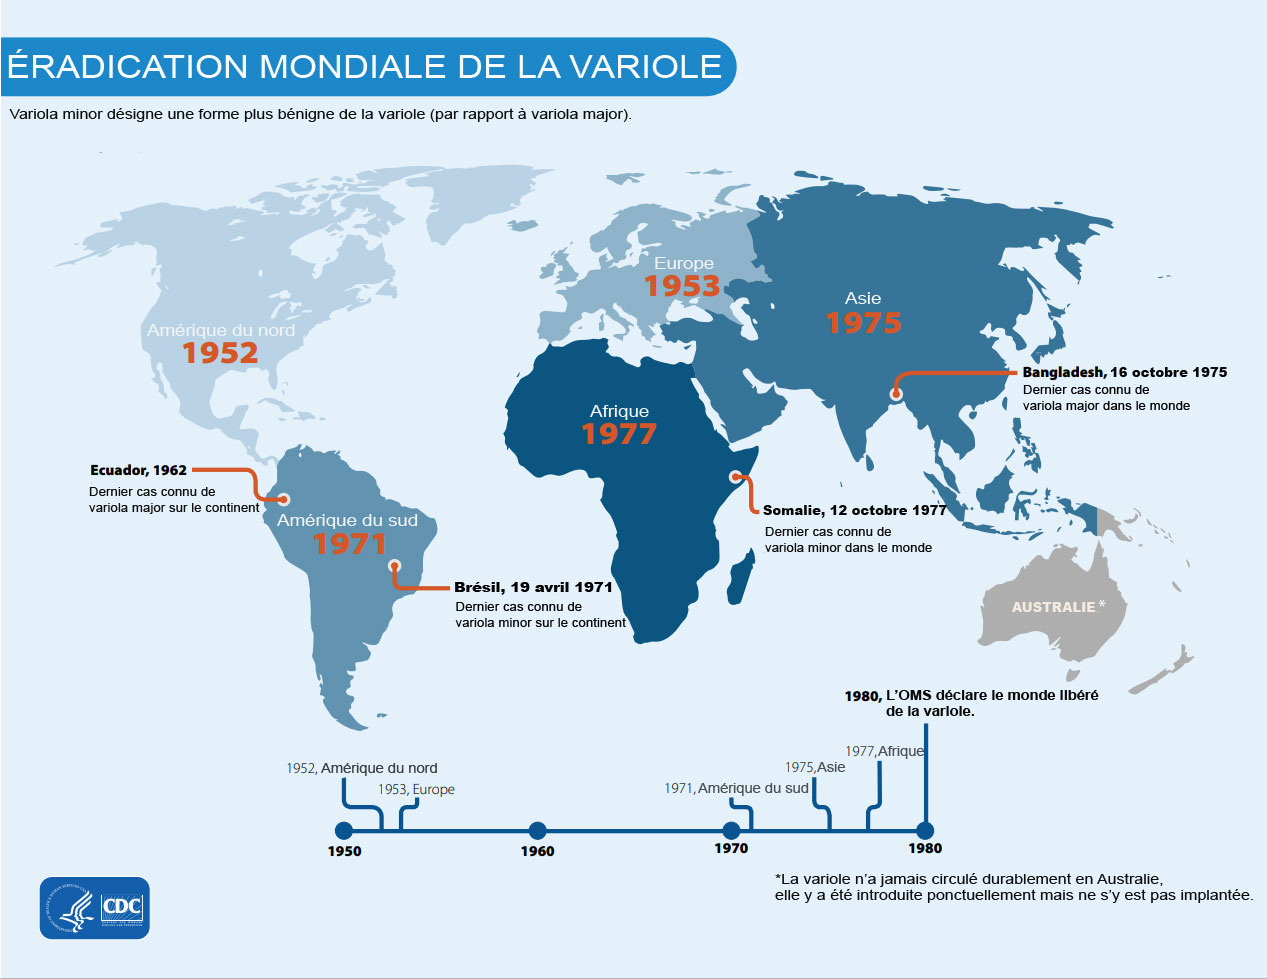 ÉRADICATION MONDIALE DE LA VARIOLE
Variola minor désigne une forme plus bénigne de la variole (par rapport à variola major).
Europe
1953
Asie
1975
Amérique du nord
1952
Bangladesh, 16 octobre 1975
Dernier cas connu de
variola major dans le monde
Afrique
1977
Ecuador, 1962
Dernier cas connu de
variola major sur le continent
Amérique du sud
1971
Somalie, 12 octobre 1977
Dernier cas connu de
variola minor dans le monde
Brésil, 19 avril 1971
Dernier cas connu de
variola minor sur le continent
AUSTRALIE*
1980, L'OMS déclare le monde libéré
de la variole.
1952, Amérique du nord
1953, Europe
1971, Amérique du sud
1975,Asie
1977,Afrique
1950
1960
1970
1980
*La variole n'a jamais circulé durablement en Australie,
elle y a été introduite ponctuellement mais ne s'y est pas implantée.
CDC